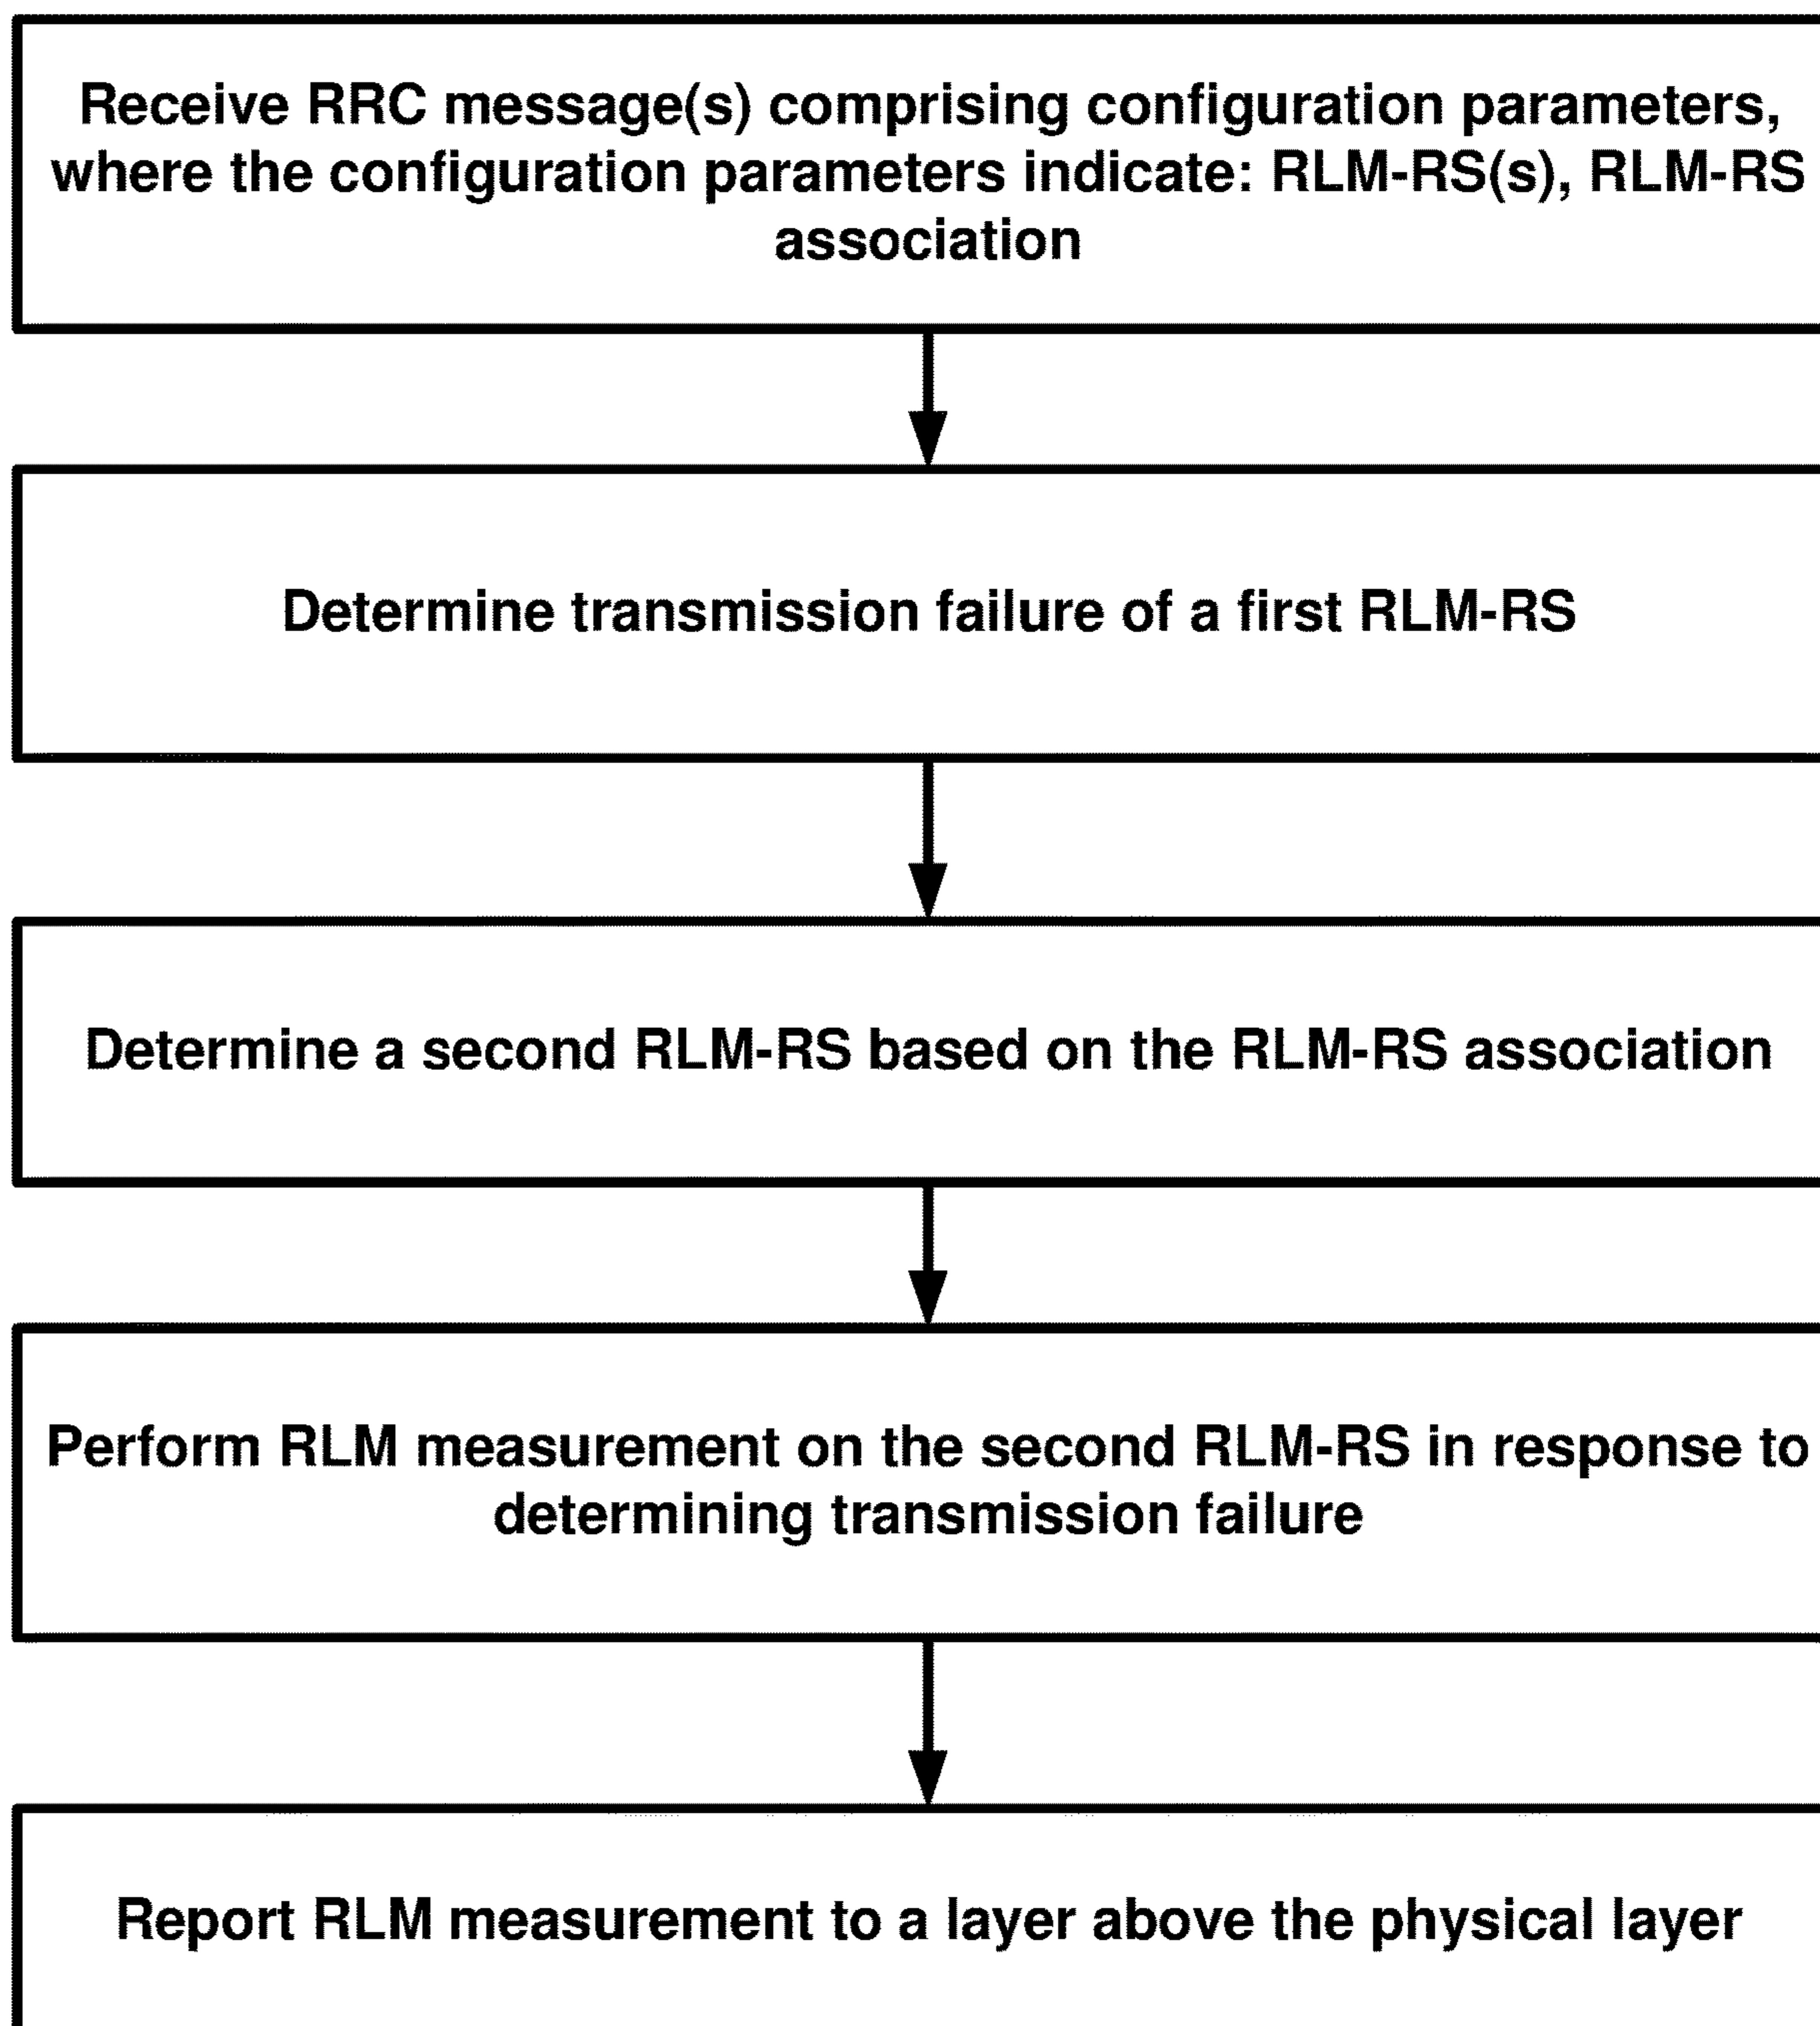 Receive RRC message(s) comprising configuration parameters,
where the configuration parameters indicate: RLM-RS(s), RLM-RS
association
Determine transmission failure of a first RLM-RS
Determine a second RLM-RS based on the RLM-RS association
Perform RLM measurement on the second RLM-RS in response to
determining transmission failure
Report RLM measurement to a layer above the physical layer